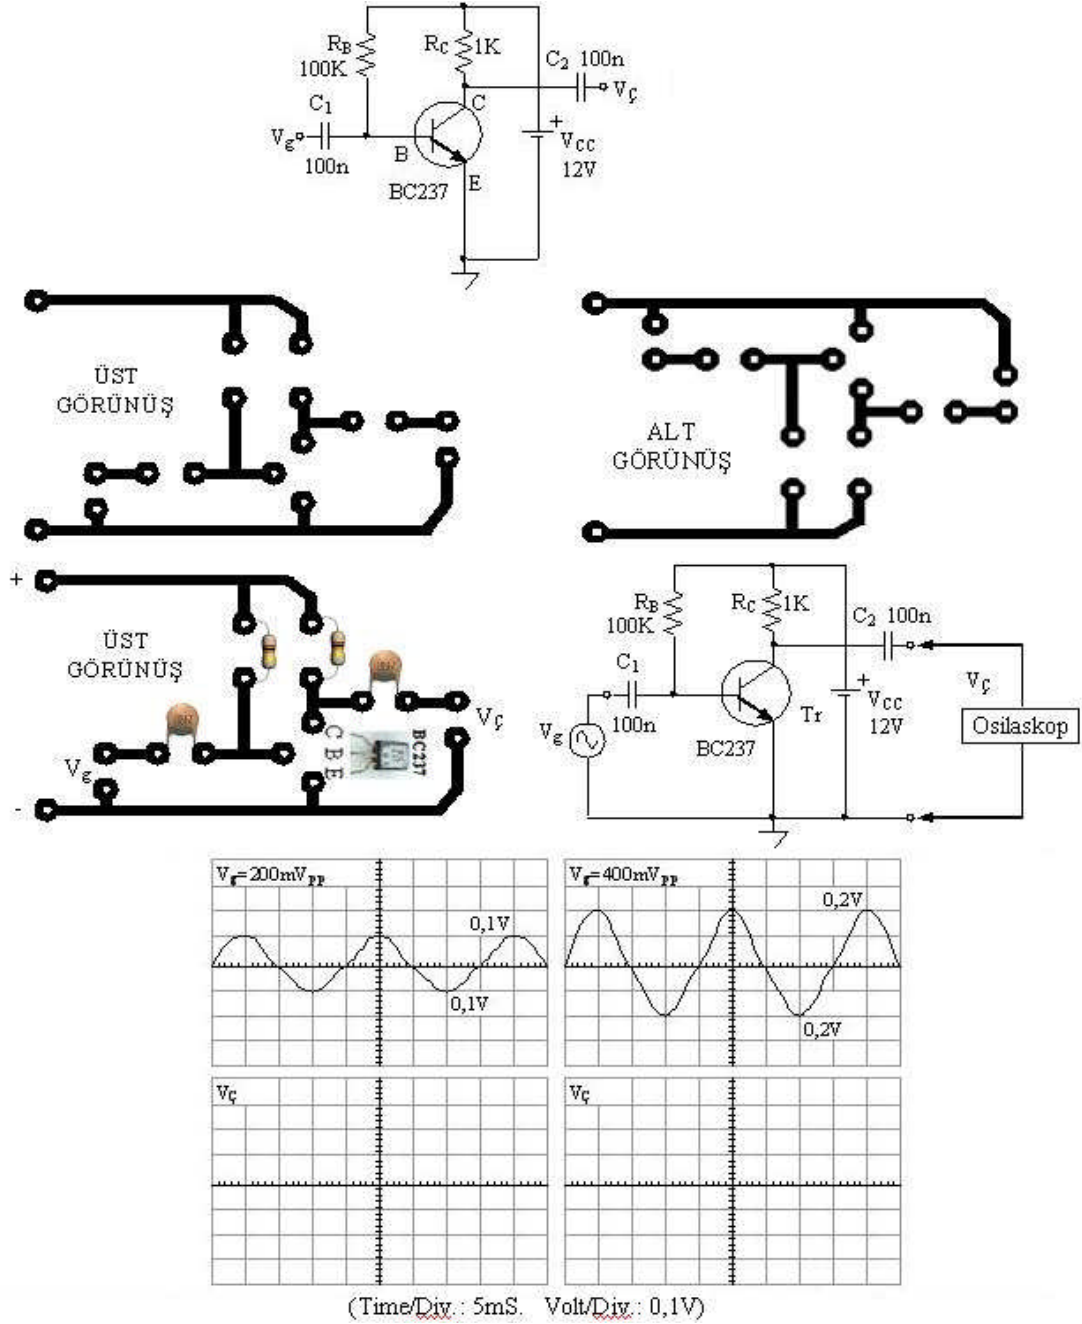 R_B
100K
R_C
1K
C_2 100n
V_Ç
C_1
V_g
100n
C
B
E
BC237
+
V_CC
12V
ÜST
GÖRÜNÜŞ
ALT
GÖRÜNÜŞ
+
ÜST
GÖRÜNÜŞ
V_g
V_Ç
C B E
BC237
-
R_B
100K
R_C
1K
C_2 100n
C_1
100n
V_g
Tr
BC237
+
V_CC
12V
V_Ç
Osilaskop
V_g=200mV_PP
0,1V
0,1V
V_g=400mV_PP
0,2V
0,2V
V_Ç
V_Ç
(Time/Div.: 5mS. Volt/Div.: 0,1V)